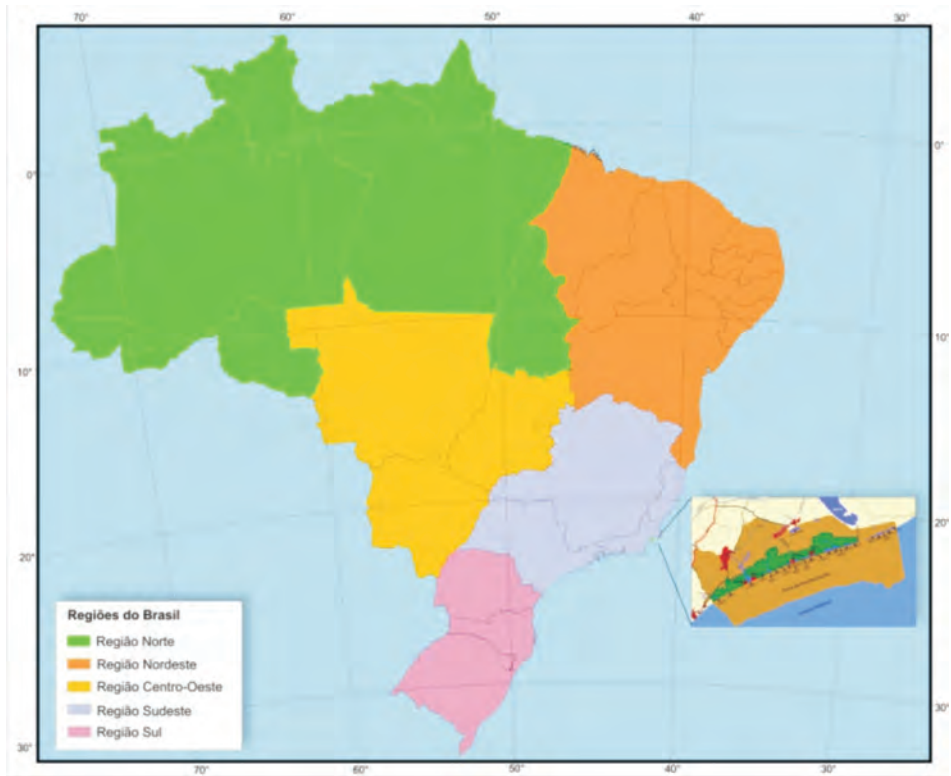 70° 60° 50° 40° 30°
0° 0°
10° 10°
20° 20°
30° 30°
70° 60° 50° 40° 30°
Regiões do Brasil
Região Norte
Região Nordeste
Região Centro-Oeste
Região Sudeste
Região Sul